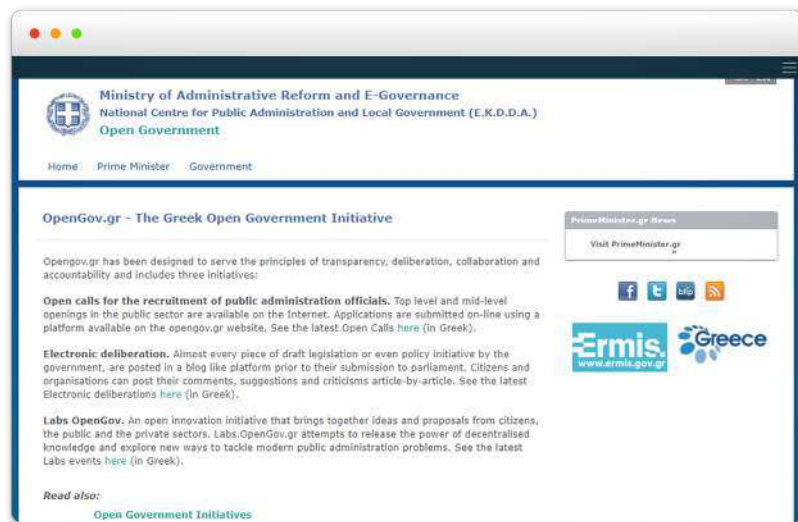 Ministry of Administrative Reform and E-Governance
National Centre for Public Administration and Local Government (E.K.D.D.A.)
Open Government
Home Prime Minister Government
OpenGov.gr - The Greek Open Government Initiative
Opengov.gr has been designed to serve the principles of transparency, deliberation, collaboration and
accountability and includes three initiatives:
Open calls for the recruitment of public administration officials. Top level and mid-level
openings in the public sector are available on the Internet. Applications are submitted on-line using a
platform available on the opengov.gr website. See the latest Open Calls here (in Greek).
Electronic deliberation. Almost every piece of draft legislation or even policy initiative by the
government, are posted in a blog like platform prior to their submission to parliament. Citizens and
organisations can post their comments, suggestions and criticisms article-by-article. See the latest
Electronic deliberations here (in Greek).
Labs OpenGov. An open innovation initiative that brings together ideas and proposals from citizens,
the public and the private sectors. Labs.OpenGov.gr attempts to release the power of decentralised
knowledge and explore new ways to tackle modern public administration problems. See the latest
Labs events here (in Greek).
Read also:
Open Government Initiatives
PrimeMinister.gr News
Visit PrimeMinister.gr
»
f t blip
Ermis.
www.ermis.gov.gr
Greece